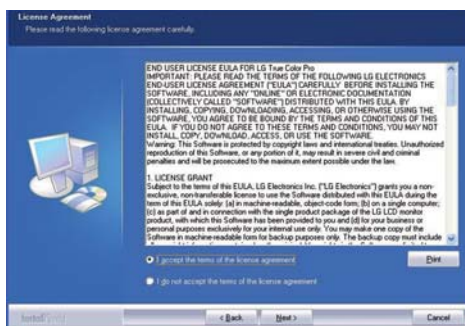 License Agreement
Please read the following license agreement carefully.
END USER LICENSE EULA FOR LG True Color Pro
IMPORTANT: PLEASE READ THE TERMS OF THE FOLLOWING LG ELECTRONICS
END-USER LICENSE AGREEMENT ("EULA") CAREFULLY BEFORE INSTALLING THE
SOFTWARE, INCLUDING ANY "ONLINE" OR ELECTRONIC DOCUMENTATION
(COLLECTIVELY CALLED "SOFTWARE") DISTRIBUTED WITH THIS EULA. BY
INSTALLING, COPYING, DOWNLOADING, ACCESSING, OR OTHERWISE USING THE
SOFTWARE, YOU AGREE TO BE BOUND BY THE TERMS AND CONDITIONS OF THIS
EULA. IF YOU DO NOT AGREE TO THESE TERMS AND CONDITIONS, YOU MAY NOT
INSTALL, COPY, DOWNLOAD, ACCESS, OR USE THE SOFTWARE.
Warning: This Software is protected by copyright laws and international treaties. Unauthorized
reproduction of this Software, or any portion of it, may result in severe civil and criminal
penalties and will be prosecuted to the maximum extent possible under the law.
1. LICENSE GRANT
Subject to the terms of this EULA, LG Electronics Inc. ("LG Electronics") grants you a non-
exclusive, non-transferable license to use the Software distributed with this EULA during the
term of this EULA solely: (a) in machine-readable, object-code form; (b) on a single computer;
(c) as part of and in connection with the single product package of the LG LCD monitor
product, with which this Software has been provided to you and (d) for your business or
personal purposes exclusively for your internal use only. You may make one copy of the
Software in machine-readable form for backup purposes only. The backup copy must include
I accept the terms of the license agreement
Print
I do not accept the terms of the license agreement
InstallShield
< Back
Next >
Cancel